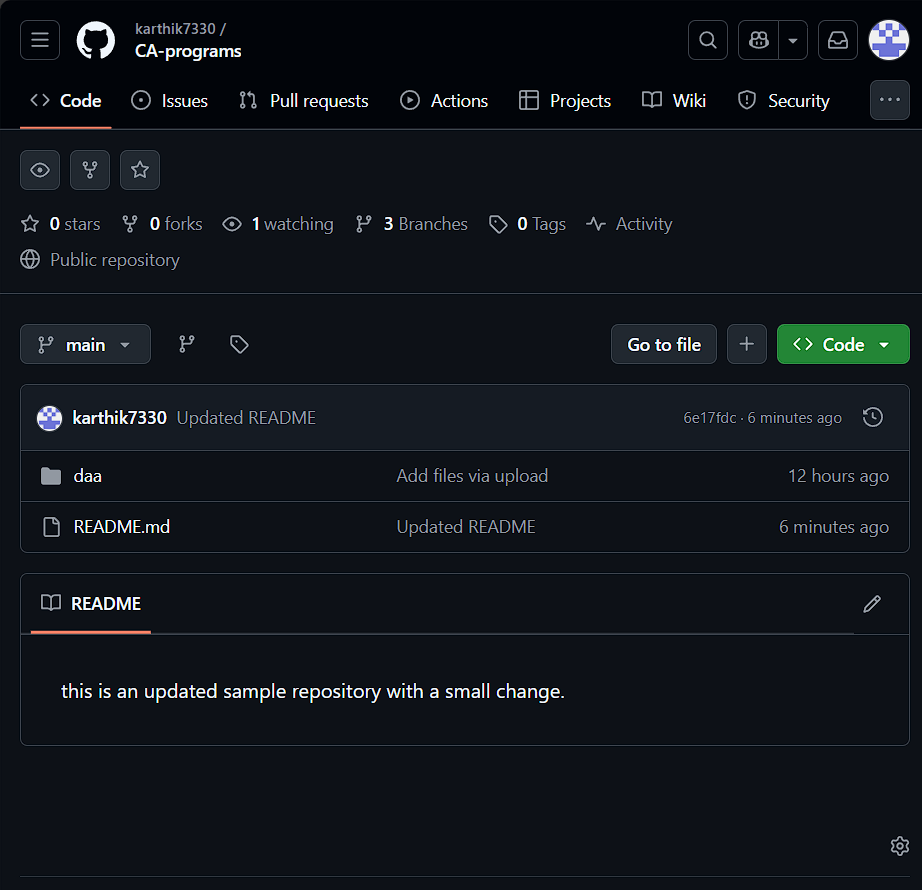 karthik7330 /
CA-programs
Code Issues Pull requests Actions Projects Wiki Security
0 stars 0 forks 1 watching 3 Branches 0 Tags Activity
Public repository
main Go to file Code
karthik7330 Updated README 6e17fdc · 6 minutes ago
daa Add files via upload 12 hours ago
README.md Updated README 6 minutes ago
README
this is an updated sample repository with a small change.